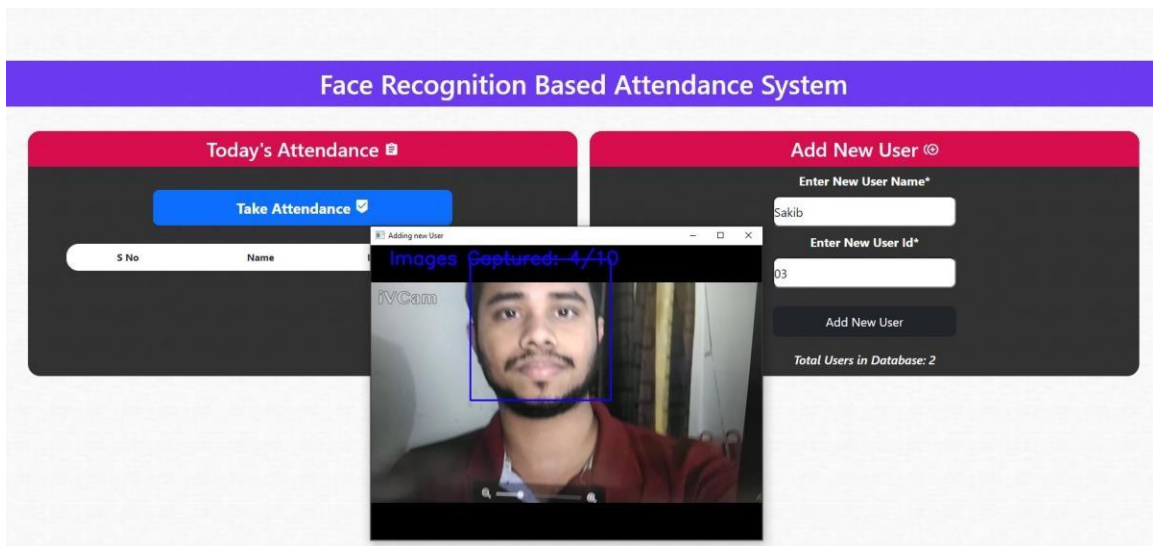 Face Recognition Based Attendance System
Today's Attendance
Take Attendance
S No Name
Adding new User
Images Captured: 4/10
iVCam
Add New User
Enter New User Name*
Sakib
Enter New User Id*
03
Add New User
Total Users in Database: 2